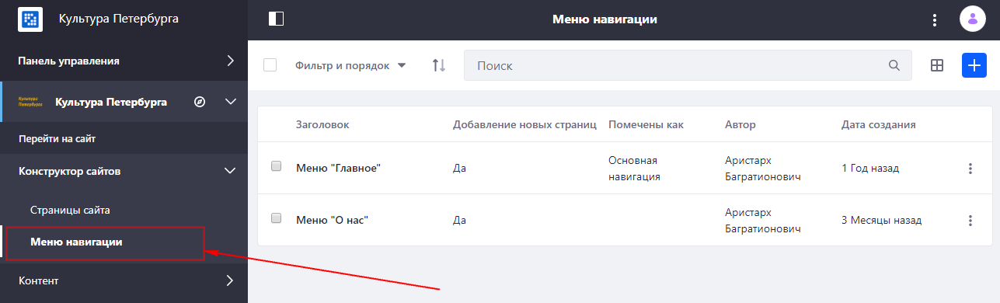 Культура Петербурга
Панель управления
Культура
Петербурга
Культура Петербурга
Перейти на сайт
Конструктор сайтов
Страницы сайта
Меню навигации
Контент
Меню навигации
Фильтр и порядок
Поиск
Заголовок Добавление новых страниц Помечены как Автор Дата создания
Меню "Главное" Да Основная навигация Аристарх Багратионович 1 Год назад
Меню "О нас" Да Аристарх Багратионович 3 Месяцы назад